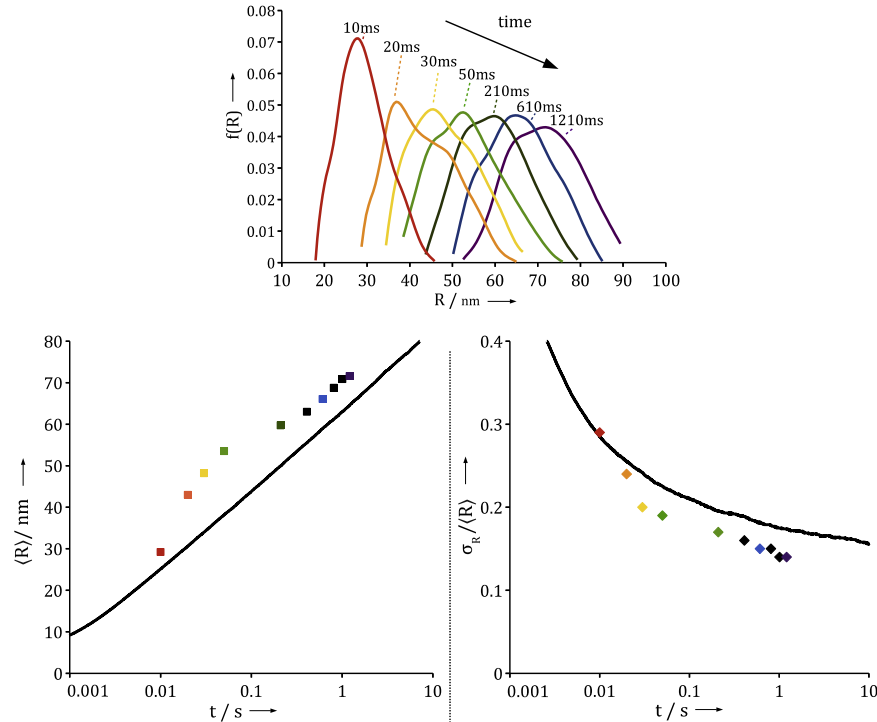 0.08
0.07
0.06
0.05
0.04
0.03
0.02
0.01
0
f(R)
10 20 30 40 50 60 70 80 90 100
R / nm
time
10ms
20ms
30ms
50ms
210ms
610ms
1210ms
80
70
60
50
40
30
20
10
0
⟨R⟩/ nm
0.001 0.01 0.1 1 10
t / s
0.4
0.3
0.2
0.1
0
σR/⟨R⟩
0.001 0.01 0.1 1 10
t / s